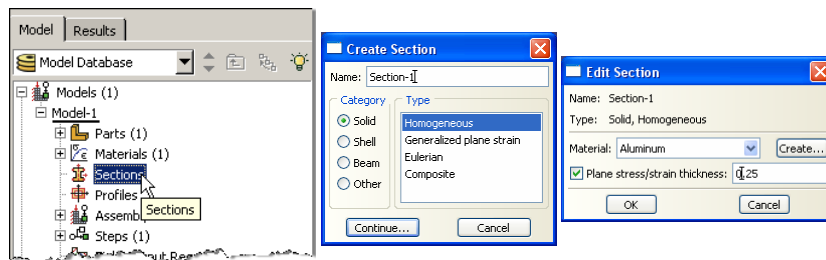 Model Results
Model Database
Models (1)
Model-1
Parts (1)
Materials (1)
Sections
Profiles
Sections
Assemb
Steps (1)
Create Section
Name: Section-1
Category Type
Solid
Shell
Beam
Other
Homogeneous
Generalized plane strain
Eulerian
Composite
Continue... Cancel
Edit Section
Name: Section-1
Type: Solid, Homogeneous
Material: Aluminum Create...
Plane stress/strain thickness: 0.25
OK Cancel